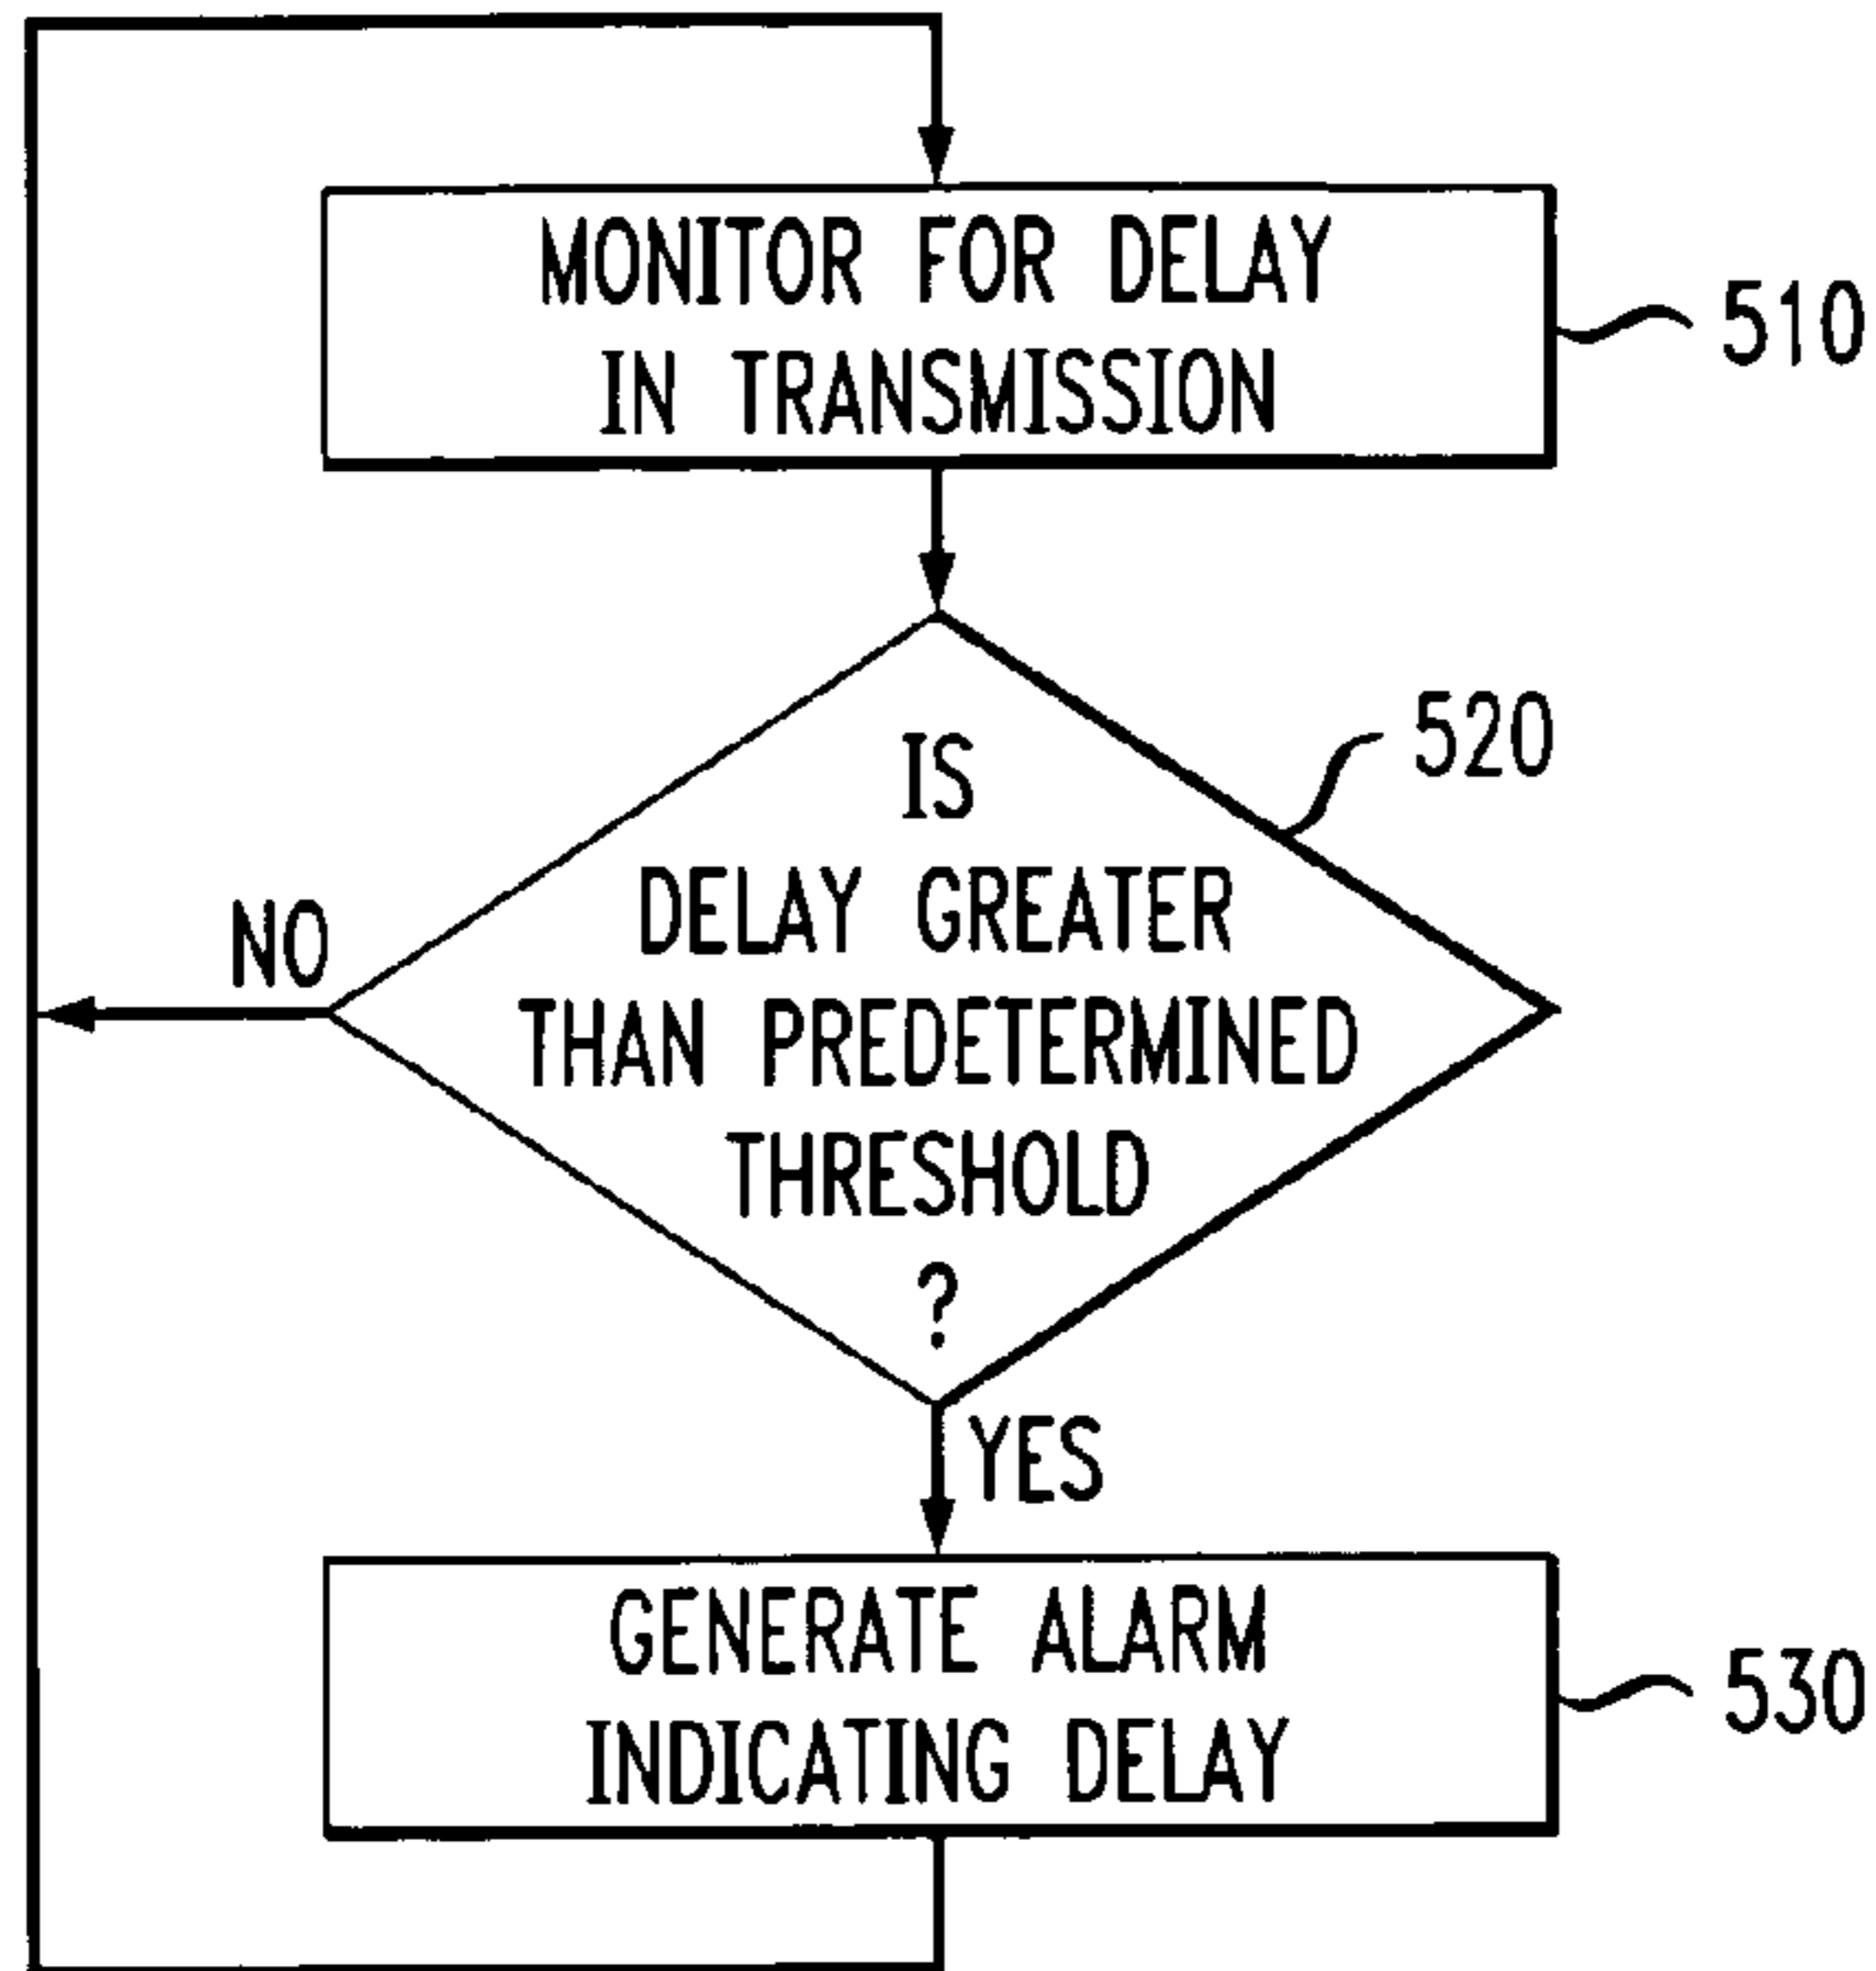 MONITOR FOR DELAY
IN TRANSMISSION
510
IS
DELAY GREATER
THAN PREDETERMINED
THRESHOLD
?
520
NO
YES
GENERATE ALARM
INDICATING DELAY
530